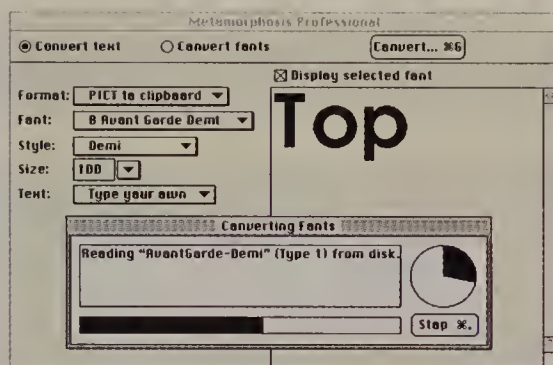 Metamorphosis Professional
Convert text Convert fonts Convert... ⌘G
Display selected font
Format: PICT to clipboard
Font: B Avant Garde Demi
Style: Demi
Size: 100
Text: Type your own
Top
Converting Fonts
Reading “AvantGarde-Demi” (Type 1) from disk.
Stop ⌘.